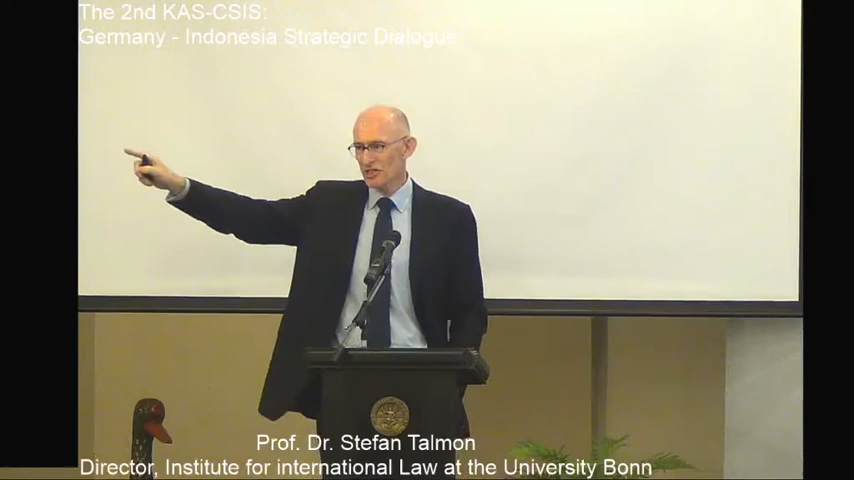 The 2nd KAS-CSIS:
Germany - Indonesia Strategic Dialogue
Prof. Dr. Stefan Talmon
Director, Institute for international Law at the University Bonn